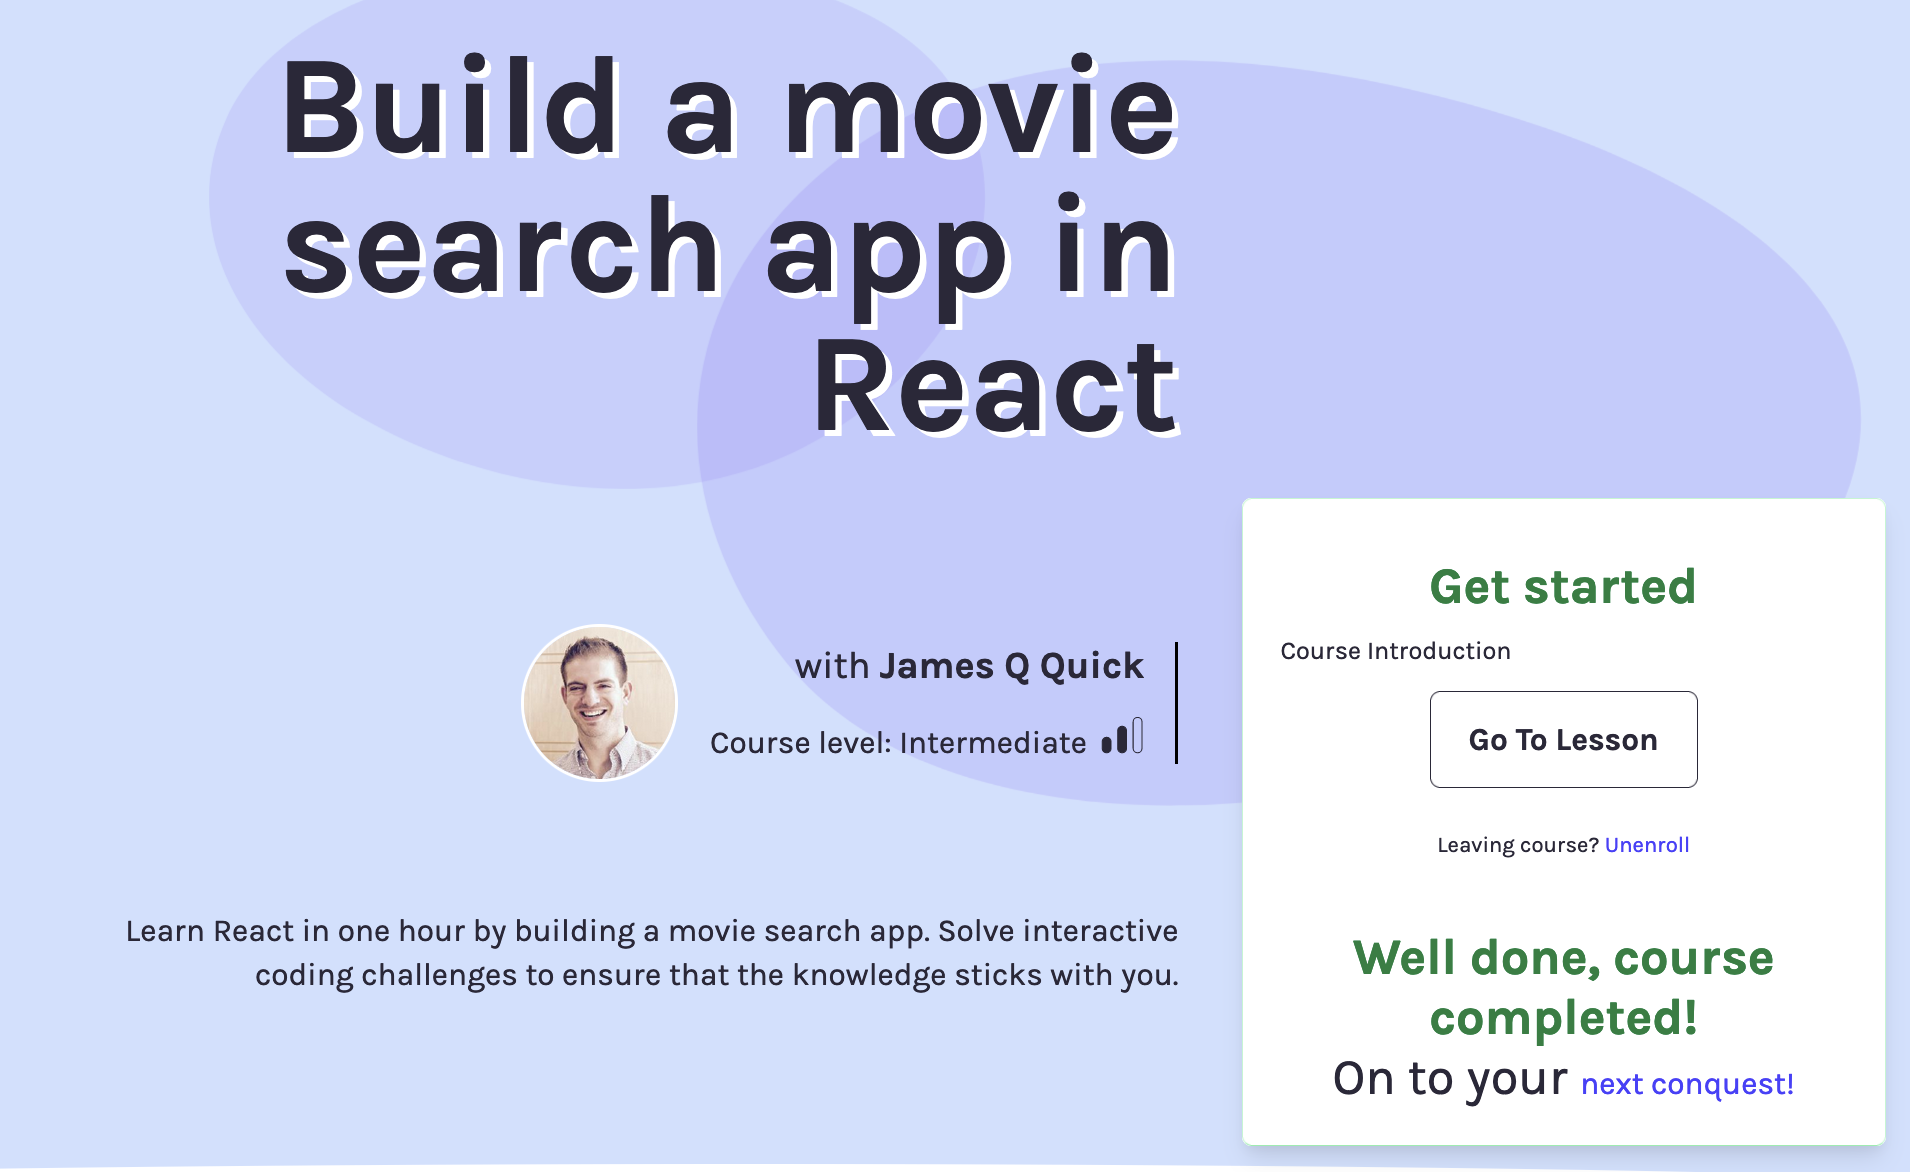 Build a movie
search app in
React
with James Q Quick
Course level: Intermediate
Learn React in one hour by building a movie search app. Solve interactive
coding challenges to ensure that the knowledge sticks with you.
Get started
Course Introduction
Go To Lesson
Leaving course? Unenroll
Well done, course
completed!
On to your next conquest!